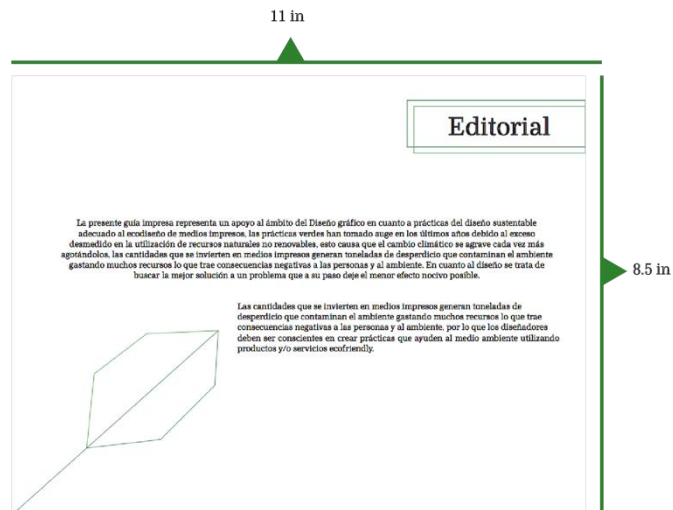 11 in
Editorial
La presente guía impresa representa un apoyo al ámbito del Diseño gráfico en cuanto a prácticas del diseño sustentable
adecuado al ecodiseño de medios impresos, las prácticas verdes han tomado auge en los últimos años debido al exceso
desmedido en la utilización de recursos naturales no renovables, esto causa que el cambio climático se agrave cada vez más
agotándolos, las cantidades que se invierten en medios impresos generan toneladas de desperdicio que contaminan el ambiente
gastando muchos recursos lo que trae consecuencias negativas a las personas y al ambiente. En cuanto al diseño se trata de
buscar la mejor solución a un problema que a su paso deje el menor efecto nocivo posible.
8.5 in
Las cantidades que se invierten en medios impresos generan toneladas de
desperdicio que contaminan el ambiente gastando muchos recursos lo que trae
consecuencias negativas a las personas y al ambiente, por lo que los diseñadores
deben ser conscientes en crear prácticas que ayuden al medio ambiente utilizando
productos y/o servicios ecofriendly.